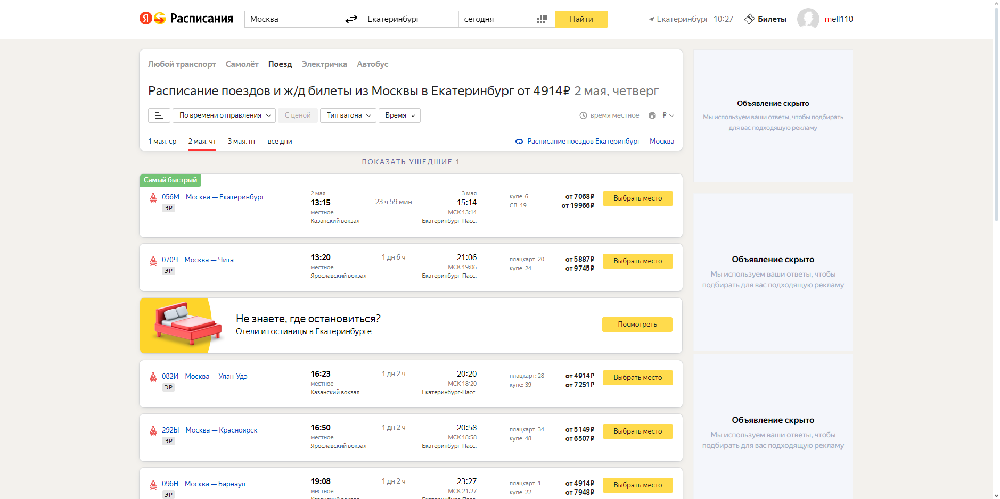 Я Расписания
Москва
Екатеринбург
сегодня
Найти
Екатеринбург 10:27
Билеты
mell110
Любой транспорт Самолёт Поезд Электричка Автобус
Расписание поездов и ж/д билеты из Москвы в Екатеринбург от 4914₽ 2 мая, четверг
По времени отправления
С ценой
Тип вагона
Время
время местное
₽
1 мая, ср
2 мая, чт
3 мая, пт
все дни
Расписание поездов Екатеринбург — Москва
ПОКАЗАТЬ УШЕДШИЕ 1
Самый быстрый
056М Москва — Екатеринбург
ЭР
2 мая
13:15
местное
Казанский вокзал
23 ч 59 мин
3 мая
15:14
МСК 13:14
Екатеринбург-Пасс.
купе: 6 от 7068₽
СВ: 19 от 19966₽
Выбрать место
070Ч Москва — Чита
ЭР
13:20
местное
Ярославский вокзал
1 дн 6 ч
21:06
МСК 19:06
Екатеринбург-Пасс.
плацкарт: 20 от 5887₽
купе: 24 от 9745₽
Выбрать место
Не знаете, где остановиться?
Отели и гостиницы в Екатеринбурге
Посмотреть
082И Москва — Улан-Удэ
ЭР
16:23
местное
Казанский вокзал
1 дн 2 ч
20:20
МСК 18:20
Екатеринбург-Пасс.
плацкарт: 28 от 4914₽
купе: 39 от 7251₽
Выбрать место
292Ы Москва — Красноярск
ЭР
16:50
местное
Ярославский вокзал
1 дн 2 ч
20:58
МСК 18:58
Екатеринбург-Пасс.
плацкарт: 34 от 5149₽
купе: 48 от 6507₽
Выбрать место
096Н Москва — Барнаул
ЭР
19:08
местное
1 дн 2 ч
23:27
МСК 21:27
плацкарт: 1 от 4914₽
купе: 22 от 7948₽
Выбрать место
Объявление скрыто
Мы используем ваши ответы, чтобы подбирать
для вас подходящую рекламу
Объявление скрыто
Мы используем ваши ответы, чтобы
подбирать для вас подходящую рекламу
Объявление скрыто
Мы используем ваши ответы, чтобы
подбирать для вас подходящую рекламу